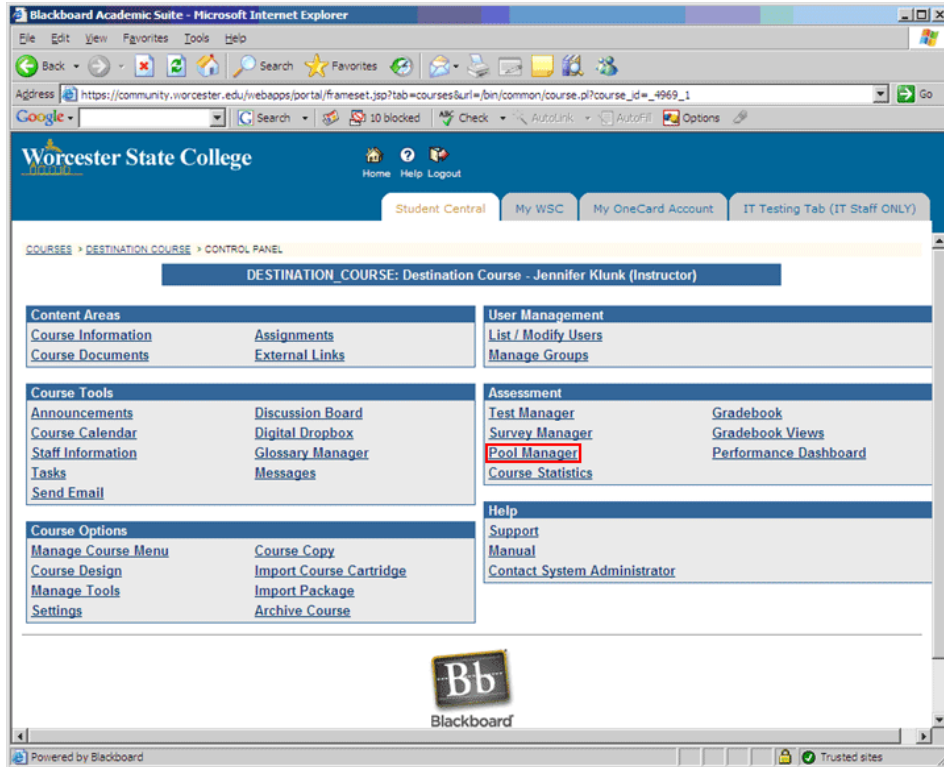 Blackboard Academic Suite - Microsoft Internet Explorer
File Edit View Favorites Tools Help
Back Search Favorites
Address https://community.worcester.edu/webapps/portal/frameset.jsp?tab=courses&url=/bin/common/course.pl?course_id=_4969_1 Go
Google Search 10 blocked Check AutoLink AutoFill Options
Worcester State College
Home Help Logout
Student Central My WSC My OneCard Account IT Testing Tab (IT Staff ONLY)
COURSES > DESTINATION COURSE > CONTROL PANEL
DESTINATION_COURSE: Destination Course - Jennifer Klunk (Instructor)
Content Areas
Course Information Assignments
Course Documents External Links
User Management
List / Modify Users
Manage Groups
Course Tools
Announcements Discussion Board
Course Calendar Digital Dropbox
Staff Information Glossary Manager
Tasks Messages
Send Email
Assessment
Test Manager Gradebook
Survey Manager Gradebook Views
Pool Manager Performance Dashboard
Course Statistics
Course Options
Manage Course Menu Course Copy
Course Design Import Course Cartridge
Manage Tools Import Package
Settings Archive Course
Help
Support
Manual
Contact System Administrator
Bb
Blackboard
Powered by Blackboard Trusted sites